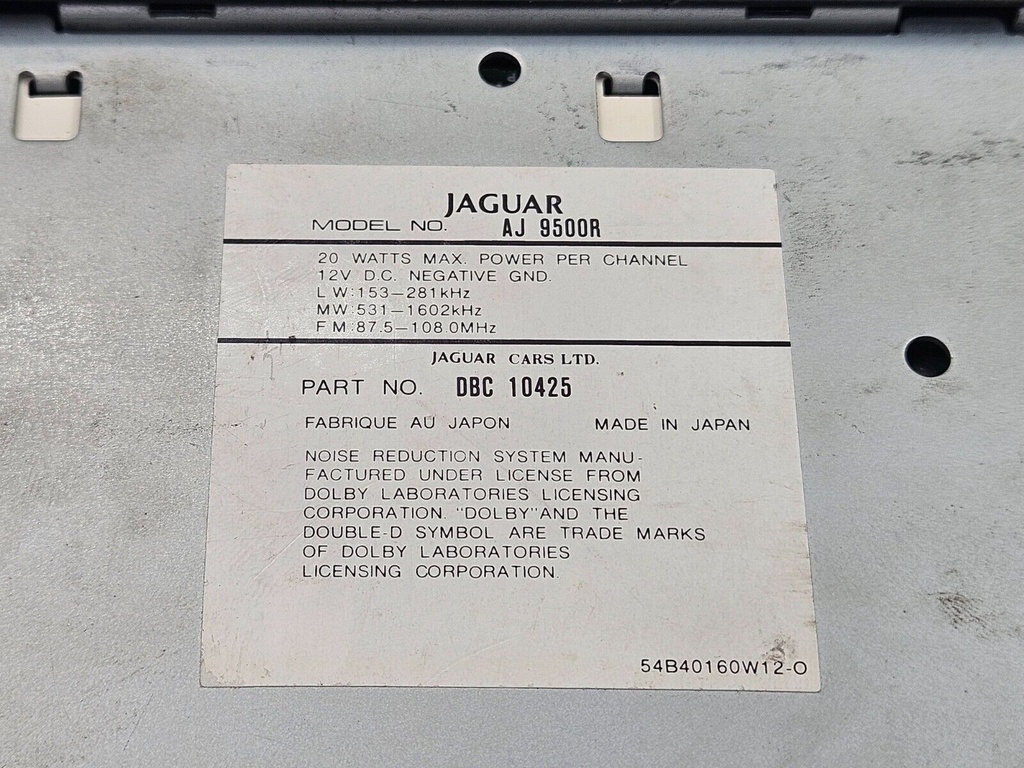 JAGUAR
MODEL NO. AJ 9500R
20 WATTS MAX. POWER PER CHANNEL
12V D.C. NEGATIVE GND.
LW:153–281kHz
MW:531–1602kHz
FM:87.5–108.0MHz
JAGUAR CARS LTD.
PART NO. DBC 10425
FABRIQUE AU JAPON MADE IN JAPAN
NOISE REDUCTION SYSTEM MANU-
FACTURED UNDER LICENSE FROM
DOLBY LABORATORIES LICENSING
CORPORATION. "DOLBY"AND THE
DOUBLE-D SYMBOL ARE TRADE MARKS
OF DOLBY LABORATORIES
LICENSING CORPORATION.
54B40160W12-O